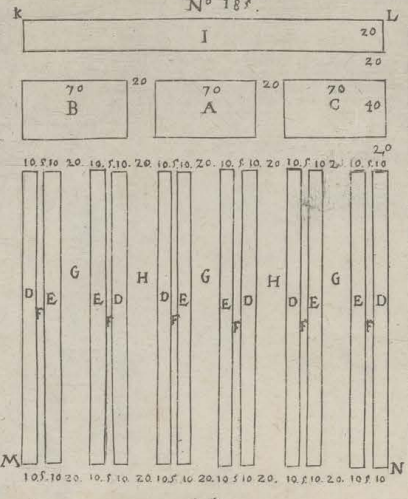 Nº 185.
K L
I 20
20
70 20 70 20 70
B A C 40
20
10.5.10 20. 10.5.10. 20. 10.5.10. 20. 10.5.10. 20 10.5.10 20. 10.5.10
G H G H G
D E E D D E E D D E E D
F F F F F F
M N
10.5.10 20. 10.5.10. 20. 10.5.10 20. 10.5.10 20. 10.5.10. 20. 10.5.10